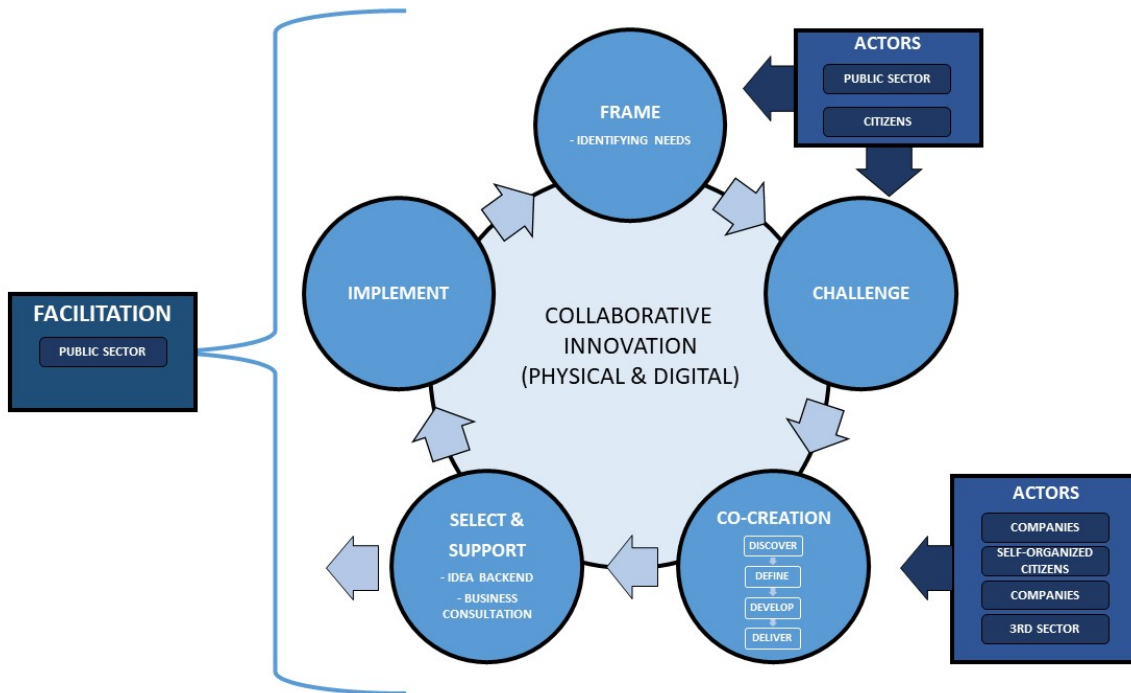 ACTORS
PUBLIC SECTOR
CITIZENS
FRAME
- IDENTIFYING NEEDS
IMPLEMENT
CHALLENGE
COLLABORATIVE
INNOVATION
(PHYSICAL & DIGITAL)
FACILITATION
PUBLIC SECTOR
SELECT &
SUPPORT
- IDEA BACKEND
- BUSINESS
CONSULTATION
CO-CREATION
DISCOVER
DEFINE
DEVELOP
DELIVER
ACTORS
COMPANIES
SELF-ORGANIZED
CITIZENS
COMPANIES
3RD SECTOR